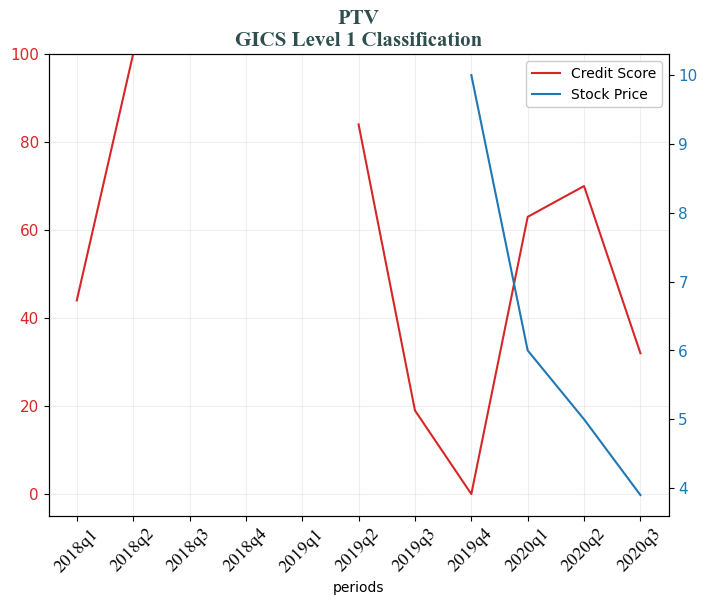 PTV
GICS Level 1 Classification
Credit Score
Stock Price
100
80
60
40
20
0
10
9
8
7
6
5
4
2018q1
2018q2
2018q3
2018q4
2019q1
2019q2
2019q3
2019q4
2020q1
2020q2
2020q3
periods